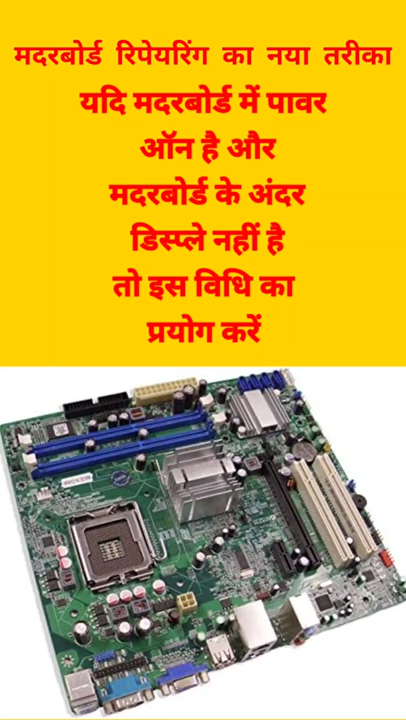 मदरबोर्ड रिपेयरिंग का नया तरीका
यदि मदरबोर्ड में पावर
ऑन है और
मदरबोर्ड के अंदर
डिस्प्ले नहीं है
तो इस विधि का
प्रयोग करें